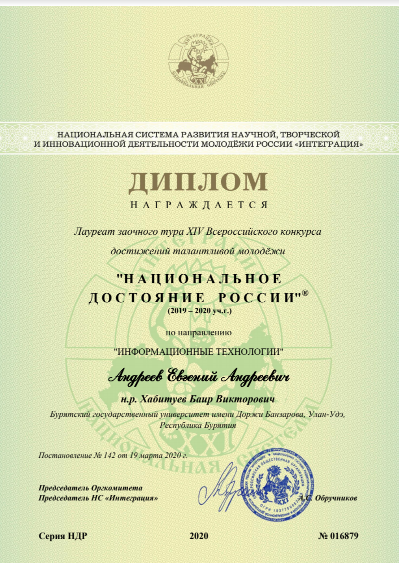 НАЦИОНАЛЬНАЯ СИСТЕМА РАЗВИТИЯ НАУЧНОЙ, ТВОРЧЕСКОЙ
И ИННОВАЦИОННОЙ ДЕЯТЕЛЬНОСТИ МОЛОДЁЖИ РОССИИ «ИНТЕГРАЦИЯ»
ДИПЛОМ
НАГРАЖДАЕТСЯ
Лауреат заочного тура XIV Всероссийского конкурса
достижений талантливой молодёжи
"НАЦИОНАЛЬНОЕ
ДОСТОЯНИЕ РОССИИ"®
(2019 – 2020 уч.г.)
по направлению
"ИНФОРМАЦИОННЫЕ ТЕХНОЛОГИИ"
Андреев Евгений Андреевич
н.р. Хабитуев Баир Викторович
Бурятский государственный университет имени Доржи Банзарова, Улан-Удэ,
Республика Бурятия
Постановление № 142 от 19 марта 2020 г.
Председатель Оргкомитета
Председатель НС «Интеграция»
А.С. Обручников
Серия НДР 2020 № 016879